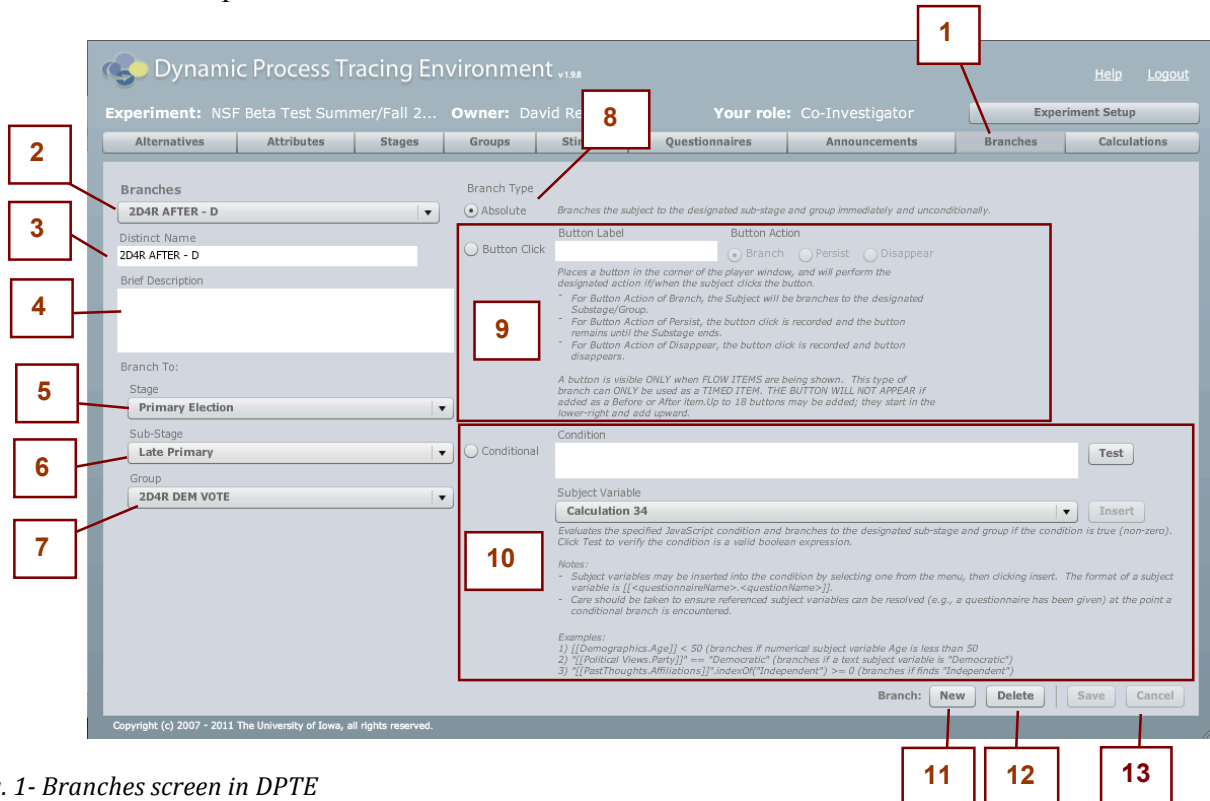 1
Dynamic Process Tracing Environment v 1.9.8
Help Logout
Experiment: NSF Beta Test Summer/Fall 2... Owner: David Your role: Co-Investigator Experiment Setup
8
Alternatives Attributes Stages Groups Questionnaires Announcements Branches Calculations
2
Branches
2D4R AFTER - D
Branch Type
Absolute Branches the subject to the designated sub-stage and group immediately and unconditionally.
3
Distinct Name
2D4R AFTER - D
Button Label Button Action
Button Click Branch Persist Disappear
4
Brief Description
Places a button in the corner of the player window, and will perform the
designated action if/when the subject clicks the button.
- For Button Action of Branch, the Subject will be branches to the designated
Substage/Group.
- For Button Action of Persist, the button click is recorded and the button
remains until the Substage ends.
- For Button Action of Disappear, the button click is recorded and button
disappears.
9
A button is visible ONLY when FLOW ITEMS are being shown. This type of
branch can ONLY be used as a TIMED ITEM. THE BUTTON WILL NOT APPEAR if
added as a Before or After item.Up to 18 buttons may be added; they start in the
lower-right and add upward.
Branch To:
5
Stage
Primary Election
6
Sub-Stage
Late Primary
7
Group
2D4R DEM VOTE
Condition
Conditional Test
Subject Variable
Calculation 34 Insert
10
Evaluates the specified JavaScript condition and branches to the designated sub-stage and group if the condition is true (non-zero).
Click Test to verify the condition is a valid boolean expression.
Notes:
- Subject variables may be inserted into the condition by selecting one from the menu, then clicking insert. The format of a subject
variable is [[<questionnaireName>.<questionName>]].
- Care should be taken to ensure referenced subject variables can be resolved (e.g., a questionnaire has been given) at the point a
conditional branch is encountered.
Examples:
1) [[Demographics.Age]] < 50 (branches if numerical subject variable Age is less than 50
2) "[[Political Views.Party]]" == "Democratic" (branches if a text subject variable is "Democratic")
3) "[[PastThoughts.Affiliations]]".indexOf("Independent") >= 0 (branches if finds "Independent")
Branch: New Delete Save Cancel
Copyright (c) 2007 - 2011 The University of Iowa, all rights reserved.
11 12 13
. 1- Branches screen in DPTE